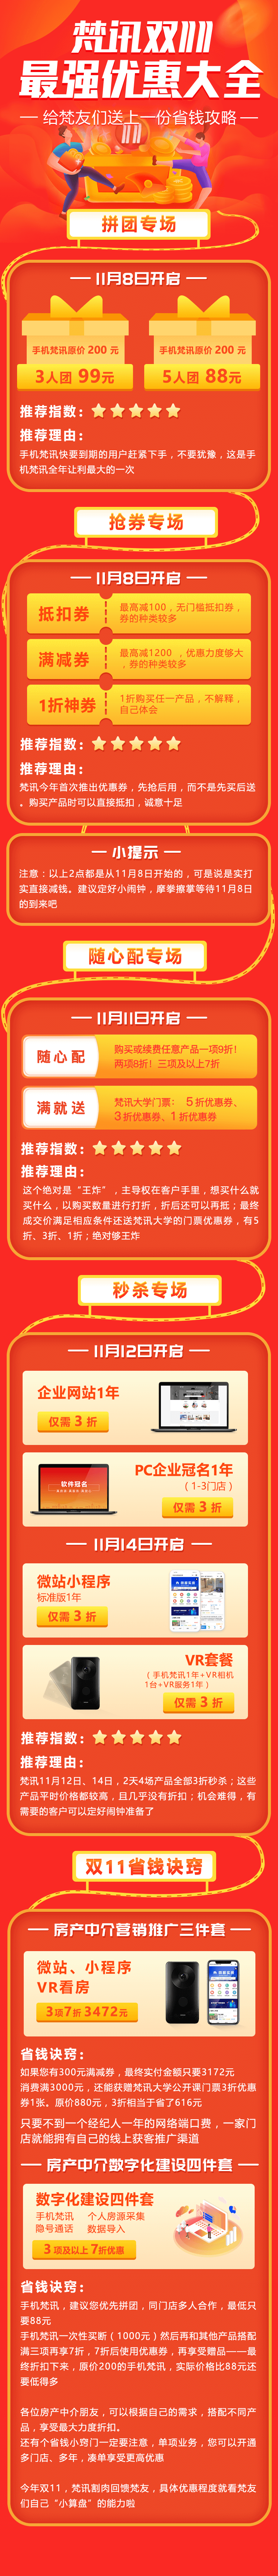 梵讯双11
最强优惠大全
给梵友们送上一份省钱攻略
拼团专场
11月8日开启
手机梵讯原价 200 元
3人团 99元
手机梵讯原价 200 元
5人团 88元
推荐指数：
推荐理由：
手机梵讯快要到期的用户赶紧下手，不要犹豫，这是手
机梵讯全年让利最大的一次
抢券专场
11月8日开启
抵扣券
最高减100，无门槛抵扣券，
券的种类较多
满减券
最高减1200 ，优惠力度够大
，券的种类较多
1折神券
1折购买任一产品，不解释，
自己体会
推荐指数：
推荐理由：
梵讯今年首次推出优惠券，先抢后用，而不是先买后送
。购买产品时可以直接抵扣，诚意十足
小提示
注意：以上2点都是从11月8日开始的，可是说是实打
实直接减钱。建议定好小闹钟，摩拳擦掌等待11月8日
的到来吧
随心配专场
11月11日开启
随心配
购买或续费任意产品一项9折！
两项8折！三项及以上7折
满就送
梵讯大学门票： 5折优惠券、
3折优惠券、1折优惠券
推荐指数：
推荐理由：
这个绝对是“王炸”，主导权在客户手里，想买什么就
买什么，以购买数量进行打折，折后还可以再抵；最终
成交价满足相应条件还送梵讯大学的门票优惠券，有5
折、3折、1折；绝对够王炸
秒杀专场
11月12日开启
企业网站1年
仅需 3 折
软件冠名
PC企业冠名1年
（1-3门店）
仅需 3 折
11月14日开启
微站小程序
标准版1年
仅需 3 折
VR套餐
（手机梵讯1年+VR相机
1台+VR服务1年）
仅需 3 折
推荐指数：
推荐理由：
梵讯11月12日、14日，2天4场产品全部3折秒杀；这些
产品平时价格都较高，且几乎没有折扣；机会难得，有
需要的客户可以定好闹钟准备了
双11省钱诀窍
房产中介营销推广三件套
微站、小程序
VR看房
3项7折 3472元
省钱诀窍：
如果您有300元满减券，最终实付金额只要3172元
消费满3000元，还能获赠梵讯大学公开课门票3折优惠
券1张。原价880元，3折相当于省了616元
只要不到一个经纪人一年的网络端口费，一家门
店就能拥有自己的线上获客推广渠道
房产中介数字化建设四件套
数字化建设四件套
手机梵讯 个人房源采集
隐号通话 数据导入
3 项及以上 7折优惠
省钱诀窍：
手机梵讯，建议您优先拼团，同门店多人合作，最低只
要88元
手机梵讯一次性买断（1000元）然后再和其他产品搭配
满三项再享7折，7折后使用优惠券，再享受赠品——最
终折扣下来，原价200的手机梵讯，实际价格比88元还
要低得多
各位房产中介朋友，可以根据自己的需求，搭配不同产
品，享受最大力度折扣。
还有个省钱小窍门一定要注意，单项业务，您可以开通
多门店、多年，凑单享受更高优惠
今年双11，梵讯割肉回馈梵友，具体优惠程度就看梵友
们自己“小算盘”的能力啦